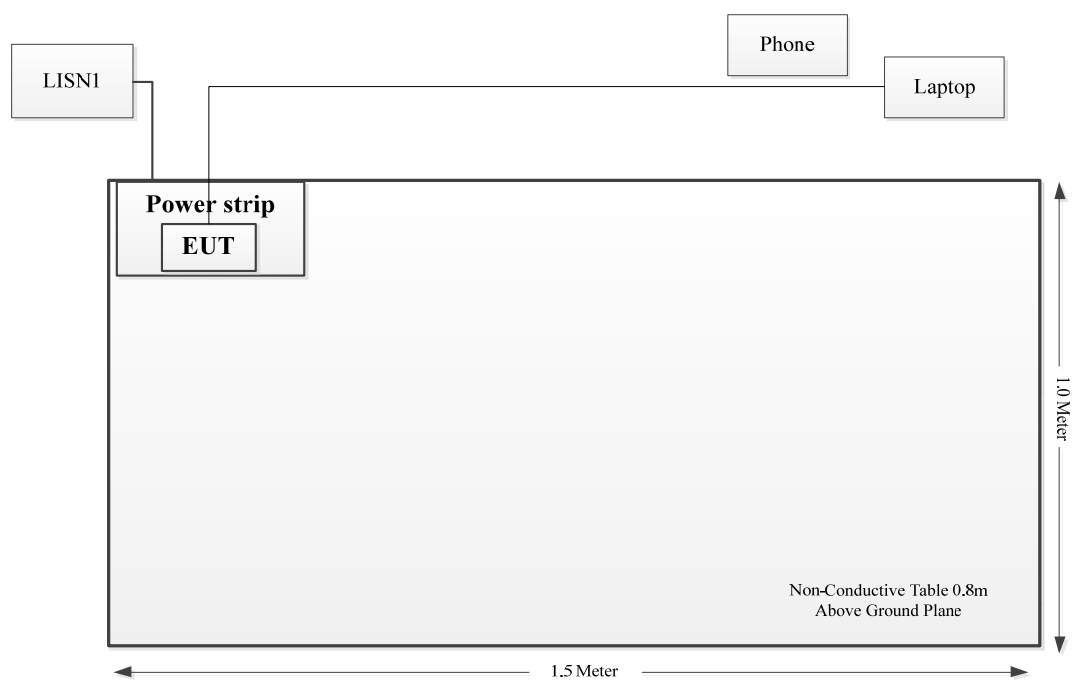 Phone
LISN1
Laptop
Power strip
EUT
1.0 Meter
Non-Conductive Table 0.8m
Above Ground Plane
1.5 Meter